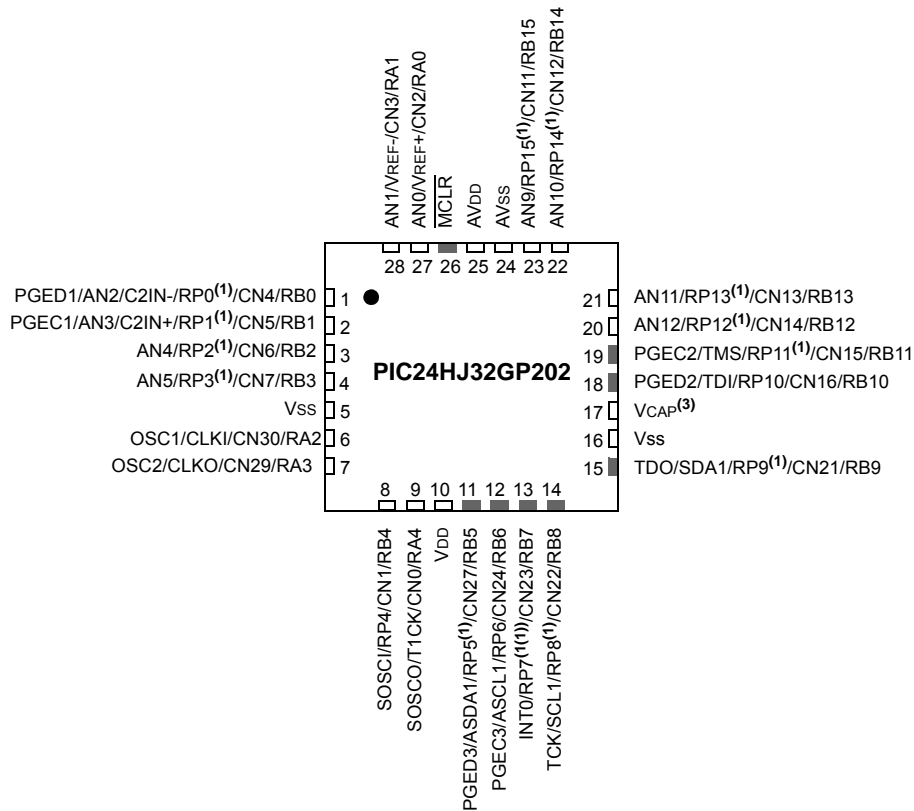 AN1/VREF-/CN3/RA1
AN0/VREF+/CN2/RA0
MCLR
AVDD
AVSS
AN9/RP15(1)/CN11/RB15
AN10/RP14(1)/CN12/RB14
28 27 26 25 24 23 22
PGED1/AN2/C2IN-/RP0(1)/CN4/RB0 1
PGEC1/AN3/C2IN+/RP1(1)/CN5/RB1 2
AN4/RP2(1)/CN6/RB2 3
AN5/RP3(1)/CN7/RB3 4
VSS 5
OSC1/CLKI/CN30/RA2 6
OSC2/CLKO/CN29/RA3 7
PIC24HJ32GP202
21 AN11/RP13(1)/CN13/RB13
20 AN12/RP12(1)/CN14/RB12
19 PGEC2/TMS/RP11(1)/CN15/RB11
18 PGED2/TDI/RP10/CN16/RB10
17 VCAP(3)
16 Vss
15 TDO/SDA1/RP9(1)/CN21/RB9
8 9 10 11 12 13 14
SOSCI/RP4/CN1/RB4
SOSCO/T1CK/CN0/RA4
VDD
PGED3/ASDA1/RP5(1)/CN27/RB5
PGEC3/ASCL1/RP6/CN24/RB6
INT0/RP7(1(1))/CN23/RB7
TCK/SCL1/RP8(1)/CN22/RB8